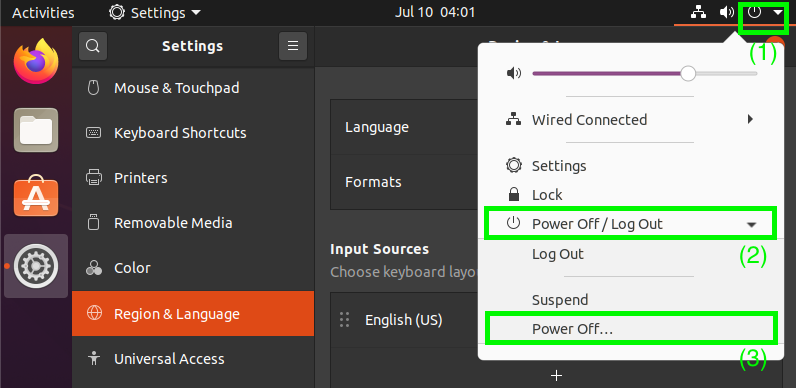 Activities Settings Jul 10 04:01
(1)
Settings
Mouse & Touchpad
Keyboard Shortcuts
Printers
Removable Media
Color
Region & Language
Universal Access
Language
Formats
Input Sources
Choose keyboard layou
English (US)
Wired Connected
Settings
Lock
Power Off / Log Out
(2)
Log Out
Suspend
Power Off...
(3)